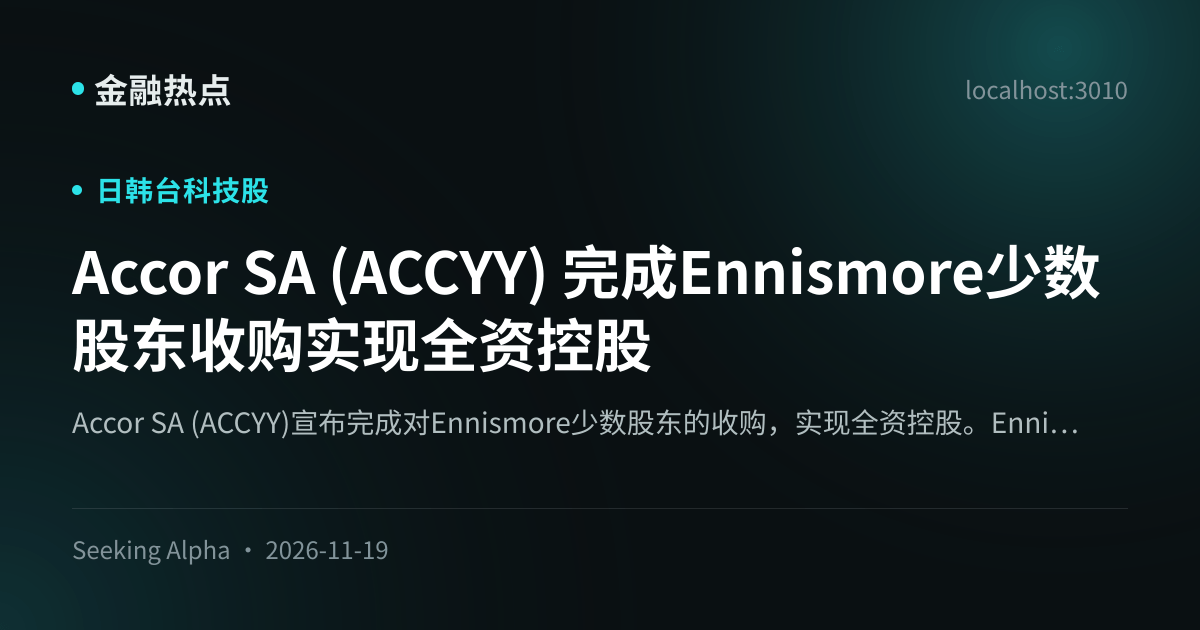 金融热点
localhost:3010
日韩台科技股
Accor SA (ACCYY) 完成Ennismore少数
股东收购实现全资控股
Accor SA (ACCYY)宣布完成对Ennismore少数股东的收购，实现全资控股。Enni…
Seeking Alpha · 2026-11-19